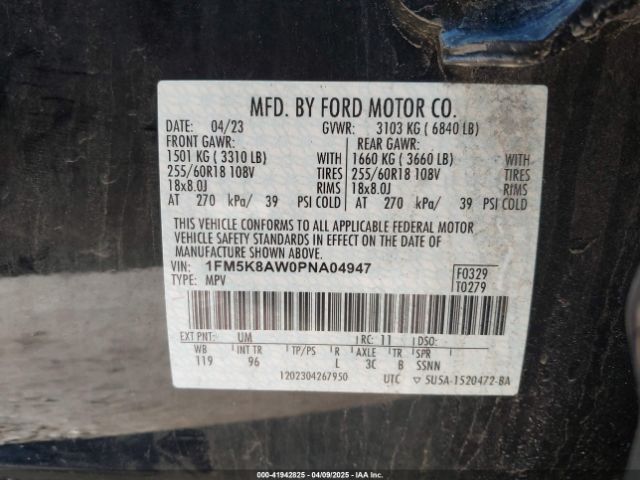 MFD. BY FORD MOTOR CO.
DATE: 04/23 GVWR: 3103 KG ( 6840 LB)
FRONT GAWR: REAR GAWR:
1501 KG ( 3310 LB) WITH 1660 KG ( 3660 LB) WITH
255/60R18 108V TIRES 255/60R18 108V TIRES
18x8.0J RIMS 18x8.0J RIMS
AT 270 kPa/ 39 PSI COLD AT 270 kPa/ 39 PSI COLD
THIS VEHICLE CONFORMS TO ALL APPLICABLE FEDERAL MOTOR
VEHICLE SAFETY STANDARDS IN EFFECT ON THE DATE OF
MANUFACTURE SHOWN ABOVE.
VIN: 1FM5K8AW0PNA04947 F0329
TYPE: MPV T0279
EXT PNT: UM RC: 11 DSO:
WB INT TR TP/PS R AXLE TR SPR
119 96 L 3C B SSNN
1202304267950 UTC ▽ 5U5A-1520472-BA
000-41942825 - 04/09/2025 - IAAI.COM